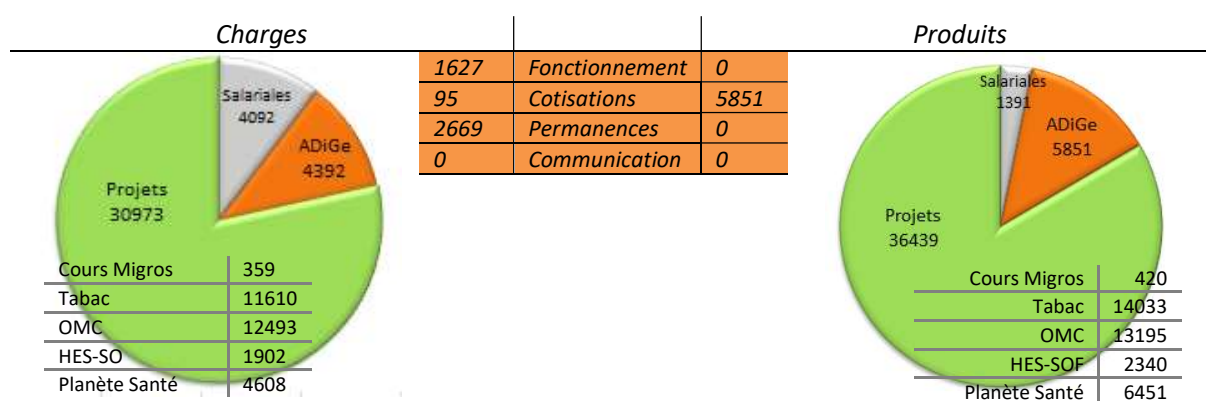 Charges
Produits
1627 Fonctionnement 0
95 Cotisations 5851
2669 Permanences 0
0 Communication 0
Salariales
4092
ADiGe
4392
Projets
30973
Cours Migros 359
Tabac 11610
OMC 12493
HES-SO 1902
Planète Santé 4608
Salariales
1391
ADiGe
5851
Projets
36439
Cours Migros 420
Tabac 14033
OMC 13195
HES-SOF 2340
Planète Santé 6451